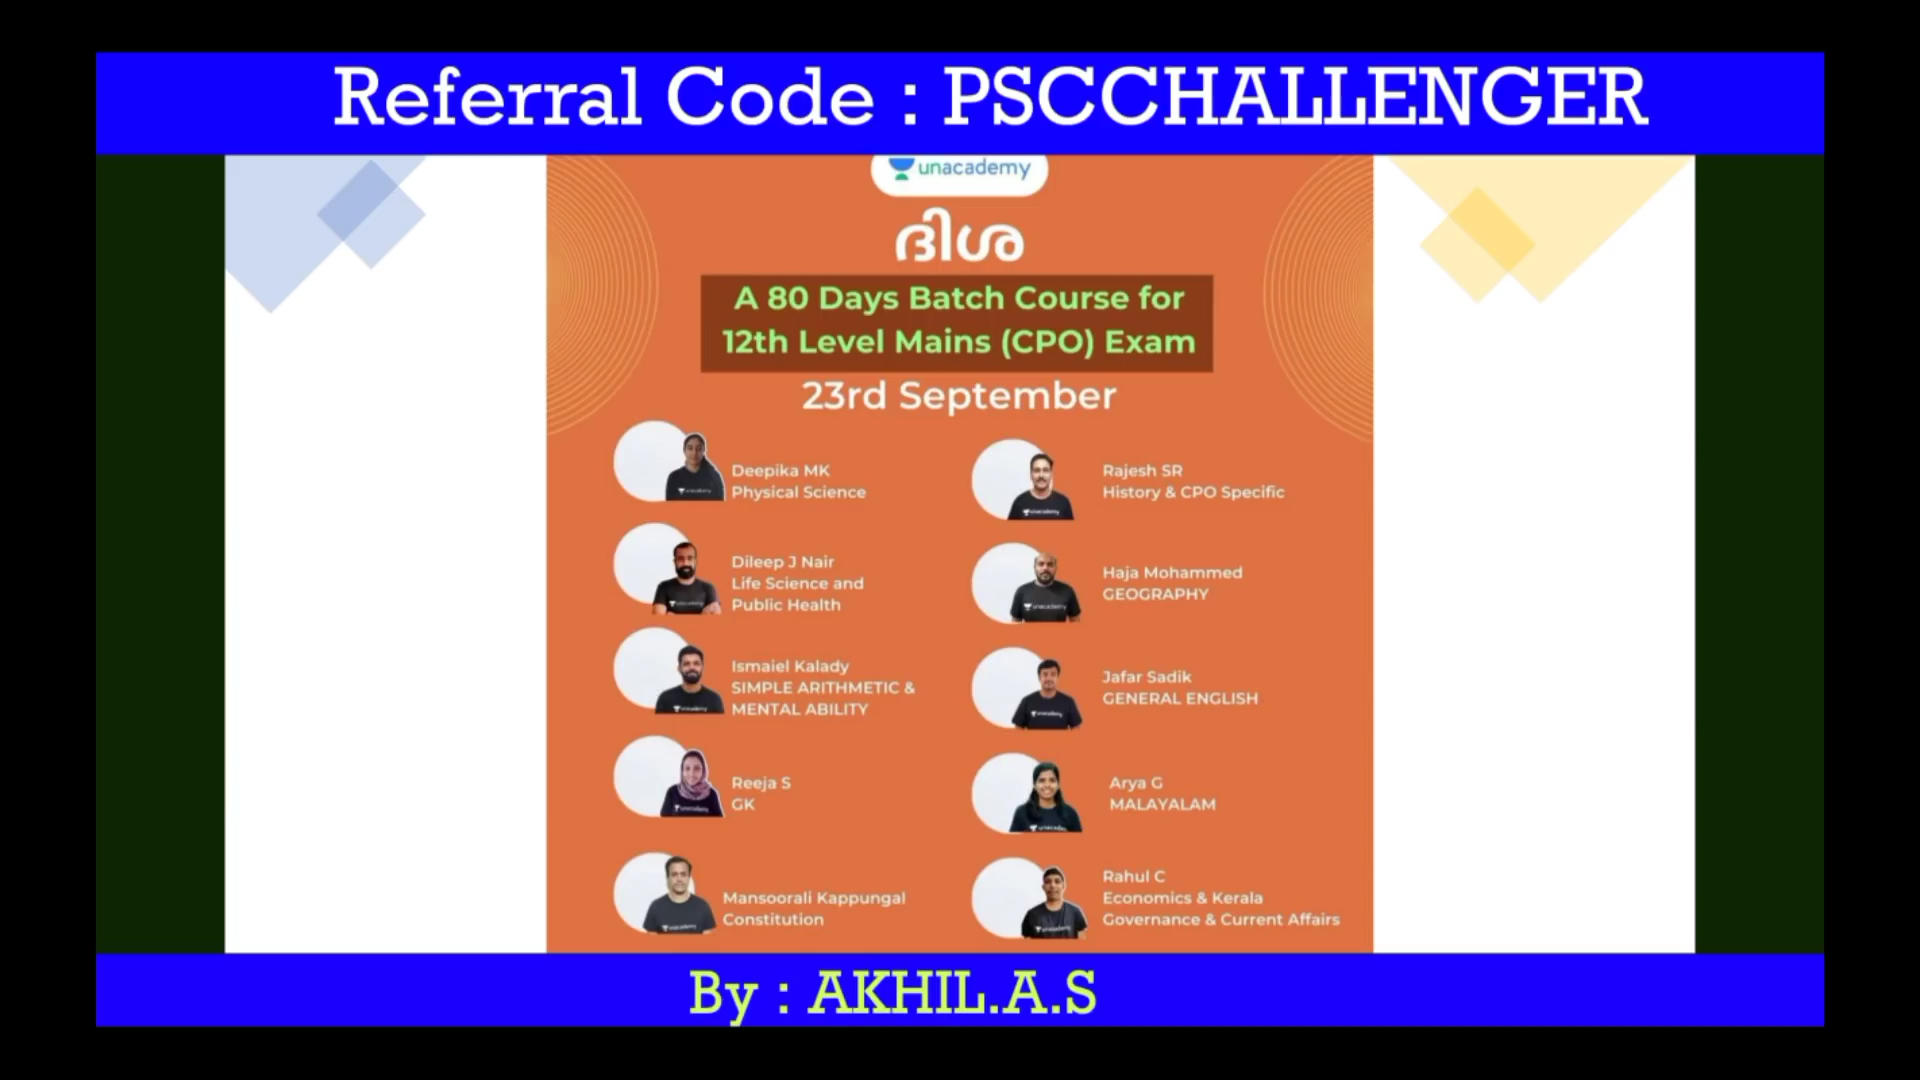 Referral Code : PSCCHALLENGER
unacademy
ദിശ
A 80 Days Batch Course for
12th Level Mains (CPO) Exam
23rd September
Deepika MK
Physical Science
Rajesh SR
History & CPO Specific
Dileep J Nair
Life Science and
Public Health
Haja Mohammed
GEOGRAPHY
Ismaiel Kalady
SIMPLE ARITHMETIC &
MENTAL ABILITY
Jafar Sadik
GENERAL ENGLISH
Reeja S
GK
Arya G
MALAYALAM
Mansoorali Kappungal
Constitution
Rahul C
Economics & Kerala
Governance & Current Affairs
By : AKHIL.A.S